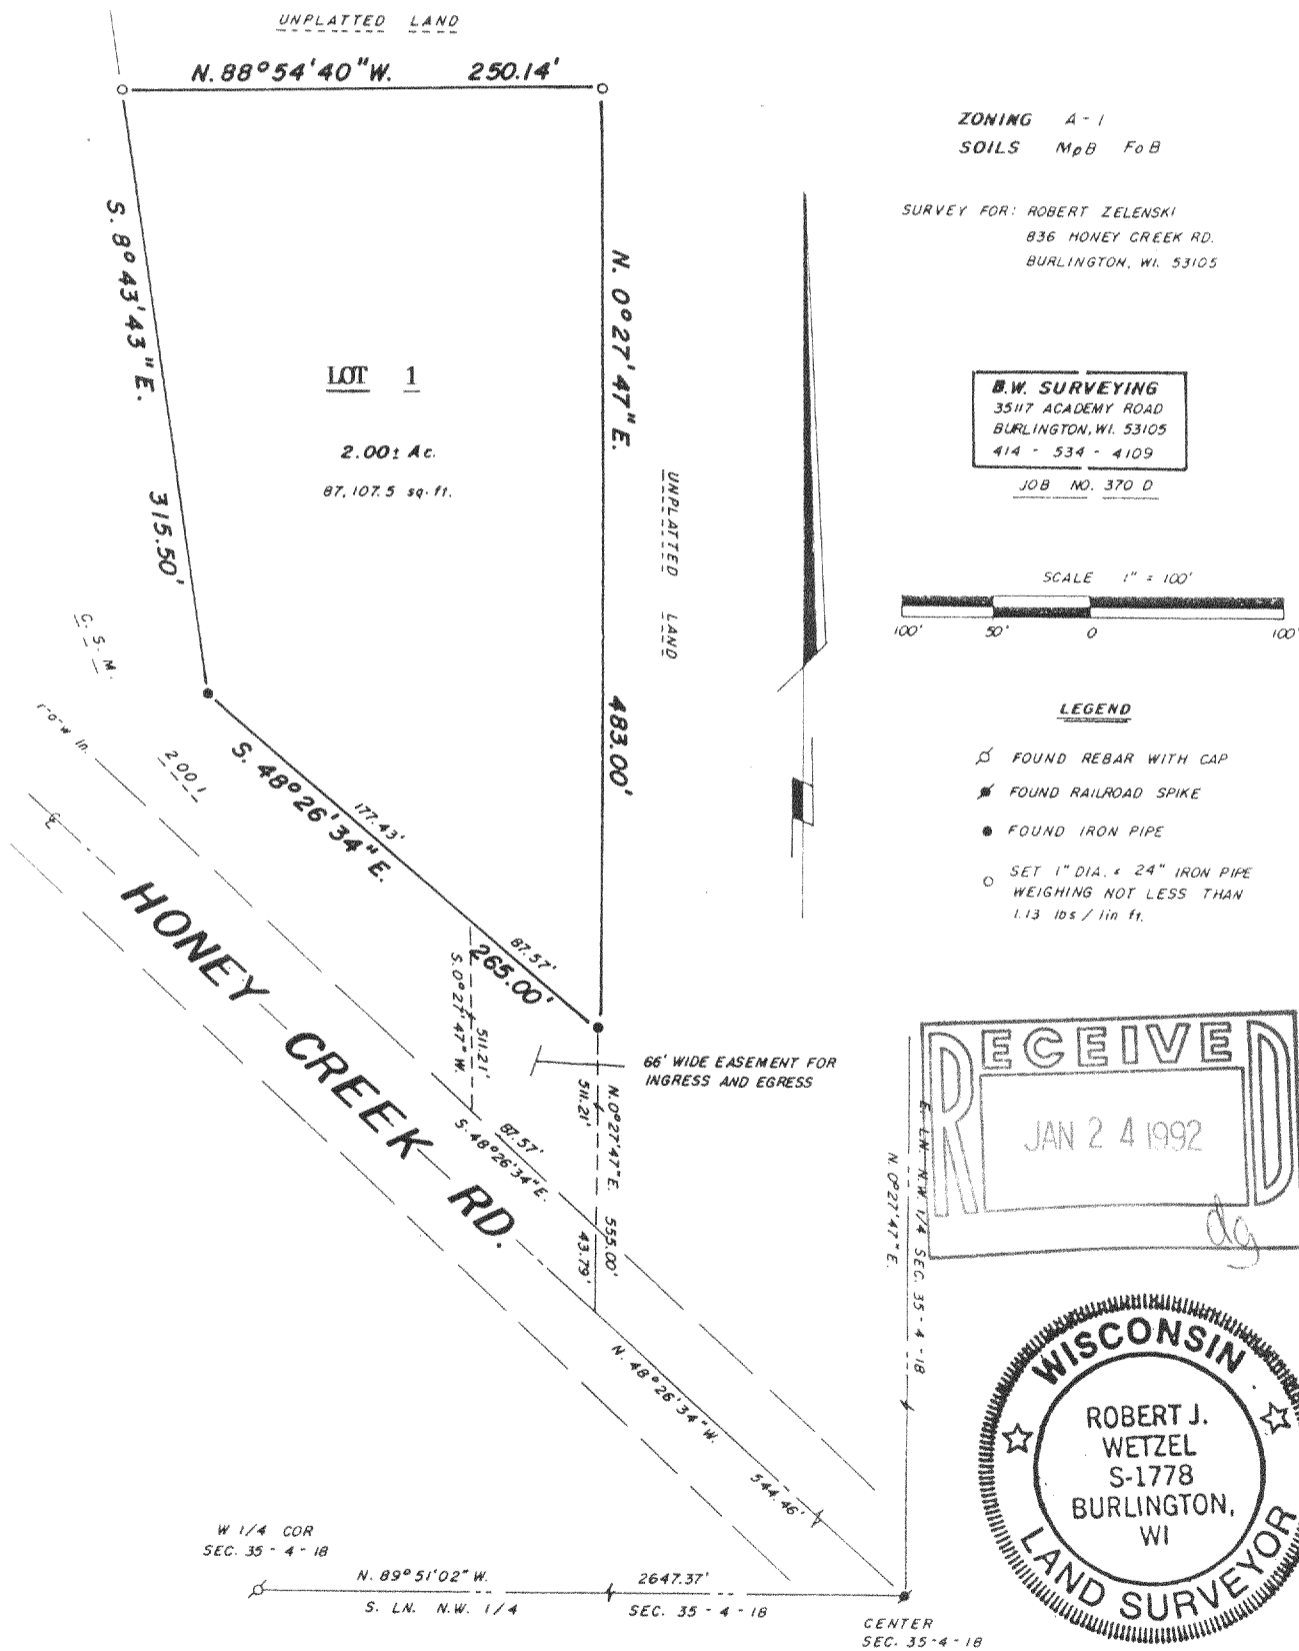 UNPLATTED LAND
N. 88°54'40"W. 250.14'
ZONING A-1
SOILS MpB FoB
SURVEY FOR: ROBERT ZELENSKI
836 HONEY CREEK RD.
BURLINGTON, WI. 53105
S. 8°43'43"E. 315.50'
N. 0°27'47"E. 483.00'
LOT 1
2.00± Ac.
87,107.5 sq. ft.
UNPLATTED LAND
B.W. SURVEYING
35117 ACADEMY ROAD
BURLINGTON, WI. 53105
414 - 534 - 4109
JOB NO. 370 D
SCALE 1" = 100'
100' 50' 0 100'
C. S. M.
2001
r-o-w ln.
S. 48°26'34"E.
177.43'
87.57'
265.00'
LEGEND
FOUND REBAR WITH CAP
FOUND RAILROAD SPIKE
FOUND IRON PIPE
SET 1" DIA. x 24" IRON PIPE
WEIGHING NOT LESS THAN
1.13 lbs / lin ft.
HONEY CREEK RD.
S. 0°27'47"W.
511.21'
66' WIDE EASEMENT FOR
INGRESS AND EGRESS
N. 0°27'47"E. 555.00'
511.21' 43.79'
87.57'
S. 48°26'34"E.
RECEIVED
JAN 24 1992
dg
E. LN. N.W. 1/4 SEC. 35-4-18
N. 0°27'47"E.
N. 48°26'34"W. 544.46'
WISCONSIN
ROBERT J.
WETZEL
S-1778
BURLINGTON,
WI
LAND SURVEYOR
W 1/4 COR
SEC. 35 - 4 - 18
N. 89°51'02"W. 2647.37'
S. LN. N.W. 1/4 SEC. 35 - 4 - 18
CENTER
SEC. 35-4-18